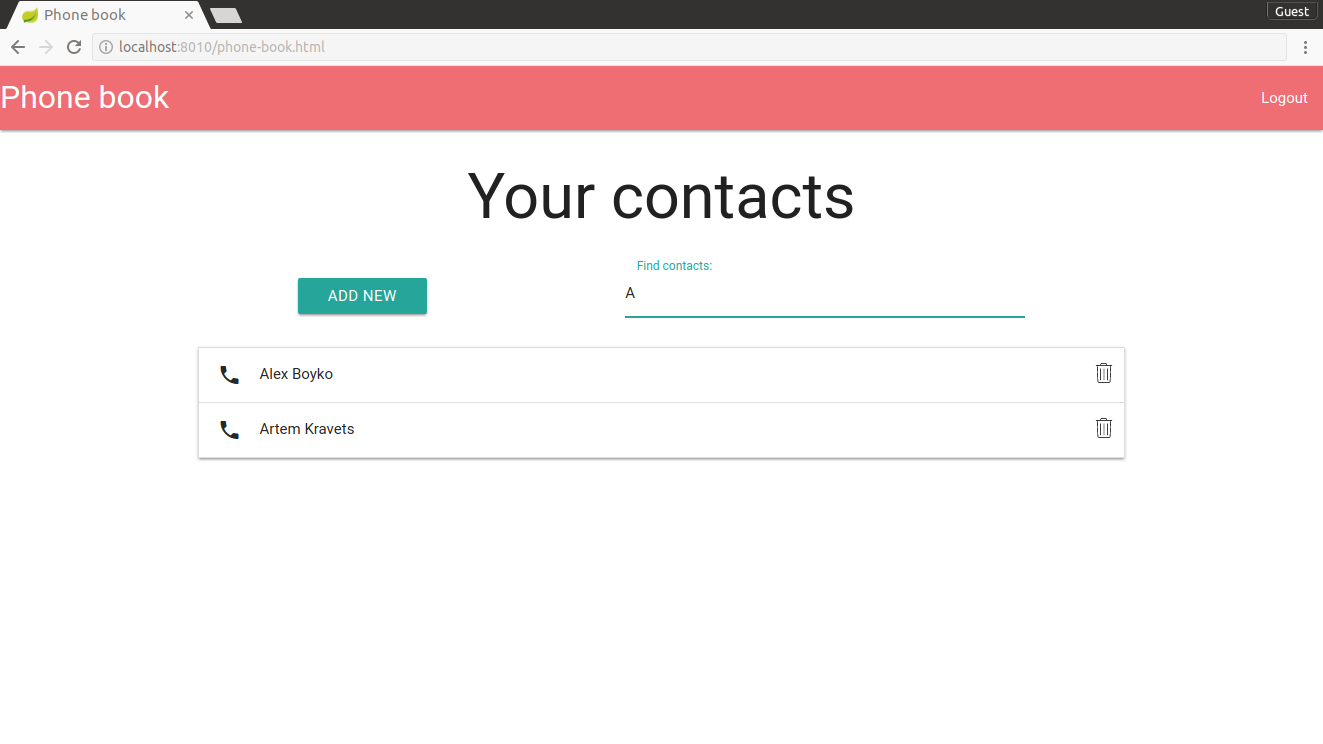 Phone book
Guest
localhost:8010/phone-book.html
Phone book
Logout
Your contacts
Find contacts:
ADD NEW
A
Alex Boyko
Artem Kravets